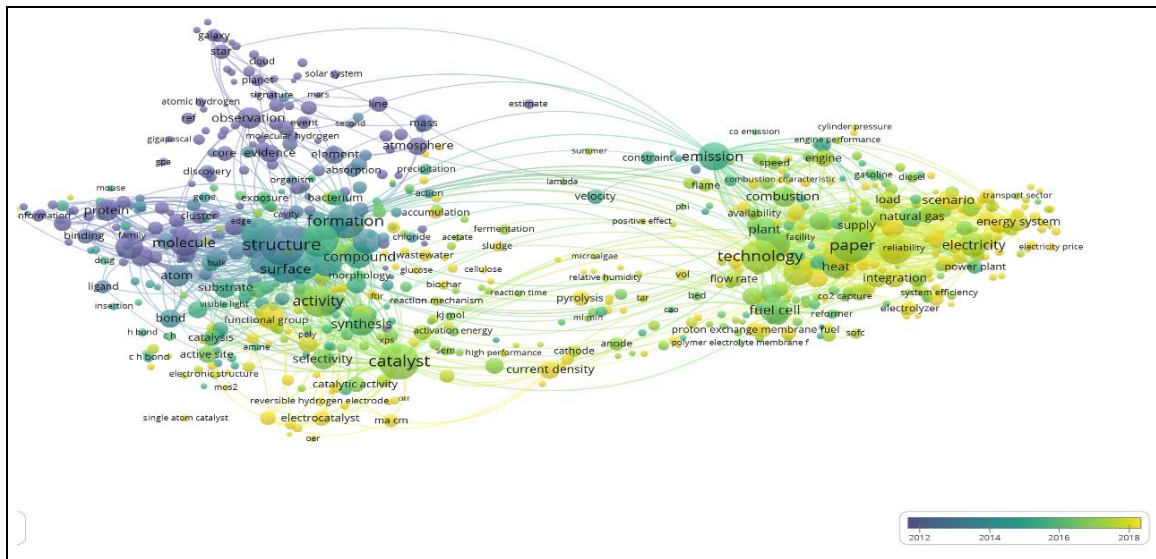 galaxy
star
cloud
solar system
planet
signature
mars
atomic hydrogen
line
estimate
ref
observation
event
second
mass
co emission
cylinder pressure
molecular hydrogen
engine performance
gigapascal
core
evidence
element
atmosphere
summer
constraint
emission
speed
engine
gpa
discovery
absorption
precipitation
flame
combustion characteristic
gasoline
diesel
organism
lambda
mouse
gene
exposure
bacterium
action
velocity
combustion
load
scenario
transport sector
nformation
protein
cluster
edge
cavity
formation
accumulation
phi
availability
natural gas
energy system
positive effect
plant
supply
binding
family
molecule
structure
chloride
acetate
fermentation
facility
paper
reliability
electricity
electricity price
sludge
drug
bulk
compound
wastewater
microalgae
technology
atom
surface
morphology
glucose
cellulose
relative humidity
vol
flow rate
heat
integration
power plant
ligand
substrate
biochar
reaction mechanism
reaction time
pyrolysis
tar
bed
co2 capture
system efficiency
insertion
visible light
activity
ftir
kj mol
ml min
cao
fuel cell
reformer
electrolyzer
bond
functional group
synthesis
activation energy
h bond
c h
catalysis
poly
xps
sem
high performance
cathode
anode
proton exchange membrane fuel
sofc
polymer electrolyte membrane f
c h bond
active site
amine
selectivity
catalyst
current density
electronic structure
mos2
catalytic activity
reversible hydrogen electrode
orr
single atom catalyst
electrocatalyst
ma cm
oer
2012
2014
2016
2018